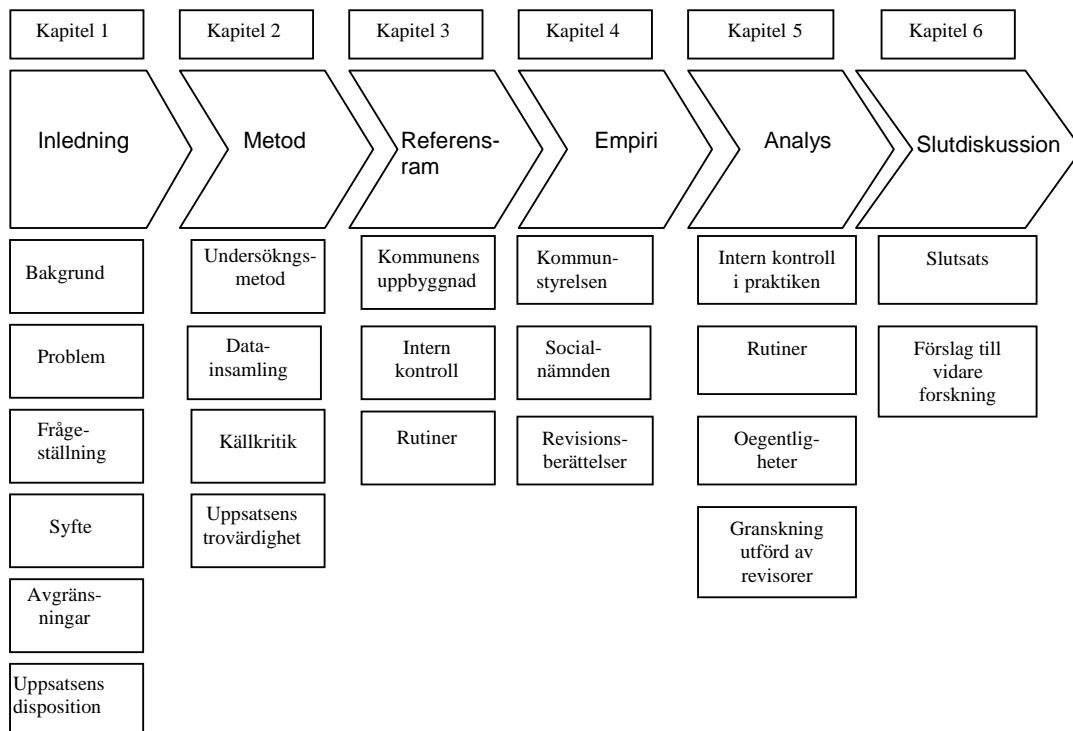 Kapitel 1
Kapitel 2
Kapitel 3
Kapitel 4
Kapitel 5
Kapitel 6
Inledning
Metod
Referens-
ram
Empiri
Analys
Slutdiskussion
Bakgrund
Problem
Fråge-
ställning
Syfte
Avgräns-
ningar
Uppsatsens
disposition
Undersökngs-
metod
Data-
insamling
Källkritik
Uppsatsens
trovärdighet
Kommunens
uppbyggnad
Intern
kontroll
Rutiner
Kommun-
styrelsen
Social-
nämnden
Revisions-
berättelser
Intern kontroll
i praktiken
Rutiner
Oegentlig-
heter
Granskning
utförd av
revisorer
Slutsats
Förslag till
vidare
forskning